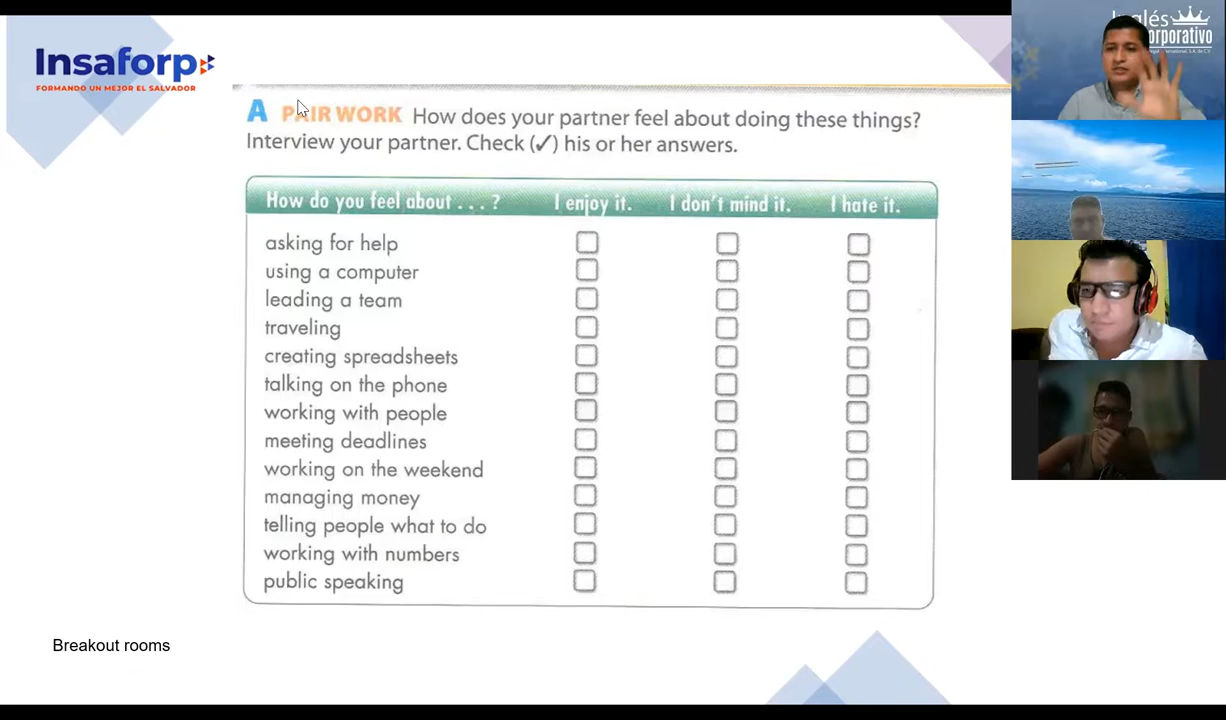 Insaforp
FORMANDO UN MEJOR EL SALVADOR
A PAIR WORK How does your partner feel about doing these things?
Interview your partner. Check (✓) his or her answers.
How do you feel about . . . ? I enjoy it. I don't mind it. I hate it.
asking for help
using a computer
leading a team
traveling
creating spreadsheets
talking on the phone
working with people
meeting deadlines
working on the weekend
managing money
telling people what to do
working with numbers
public speaking
Breakout rooms
Inglés